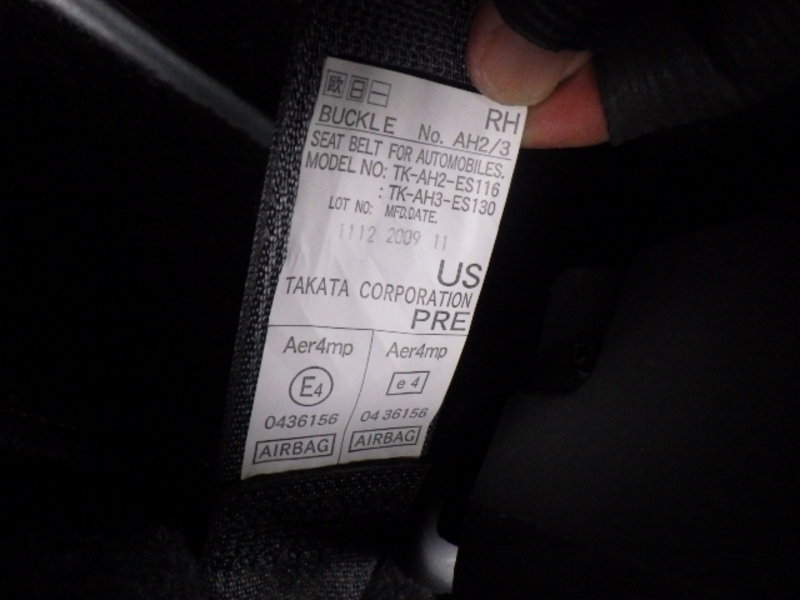 欧 日 一
RH
BUCKLE No. AH2/3
SEAT BELT FOR AUTOMOBILES.
MODEL NO: TK-AH2-ES116
: TK-AH3-ES130
LOT NO: MFD.DATE.
1112 2009 11
US
TAKATA CORPORATION
PRE
Aer4mp Aer4mp
E4 e4
0436156 0436156
AIRBAG AIRBAG